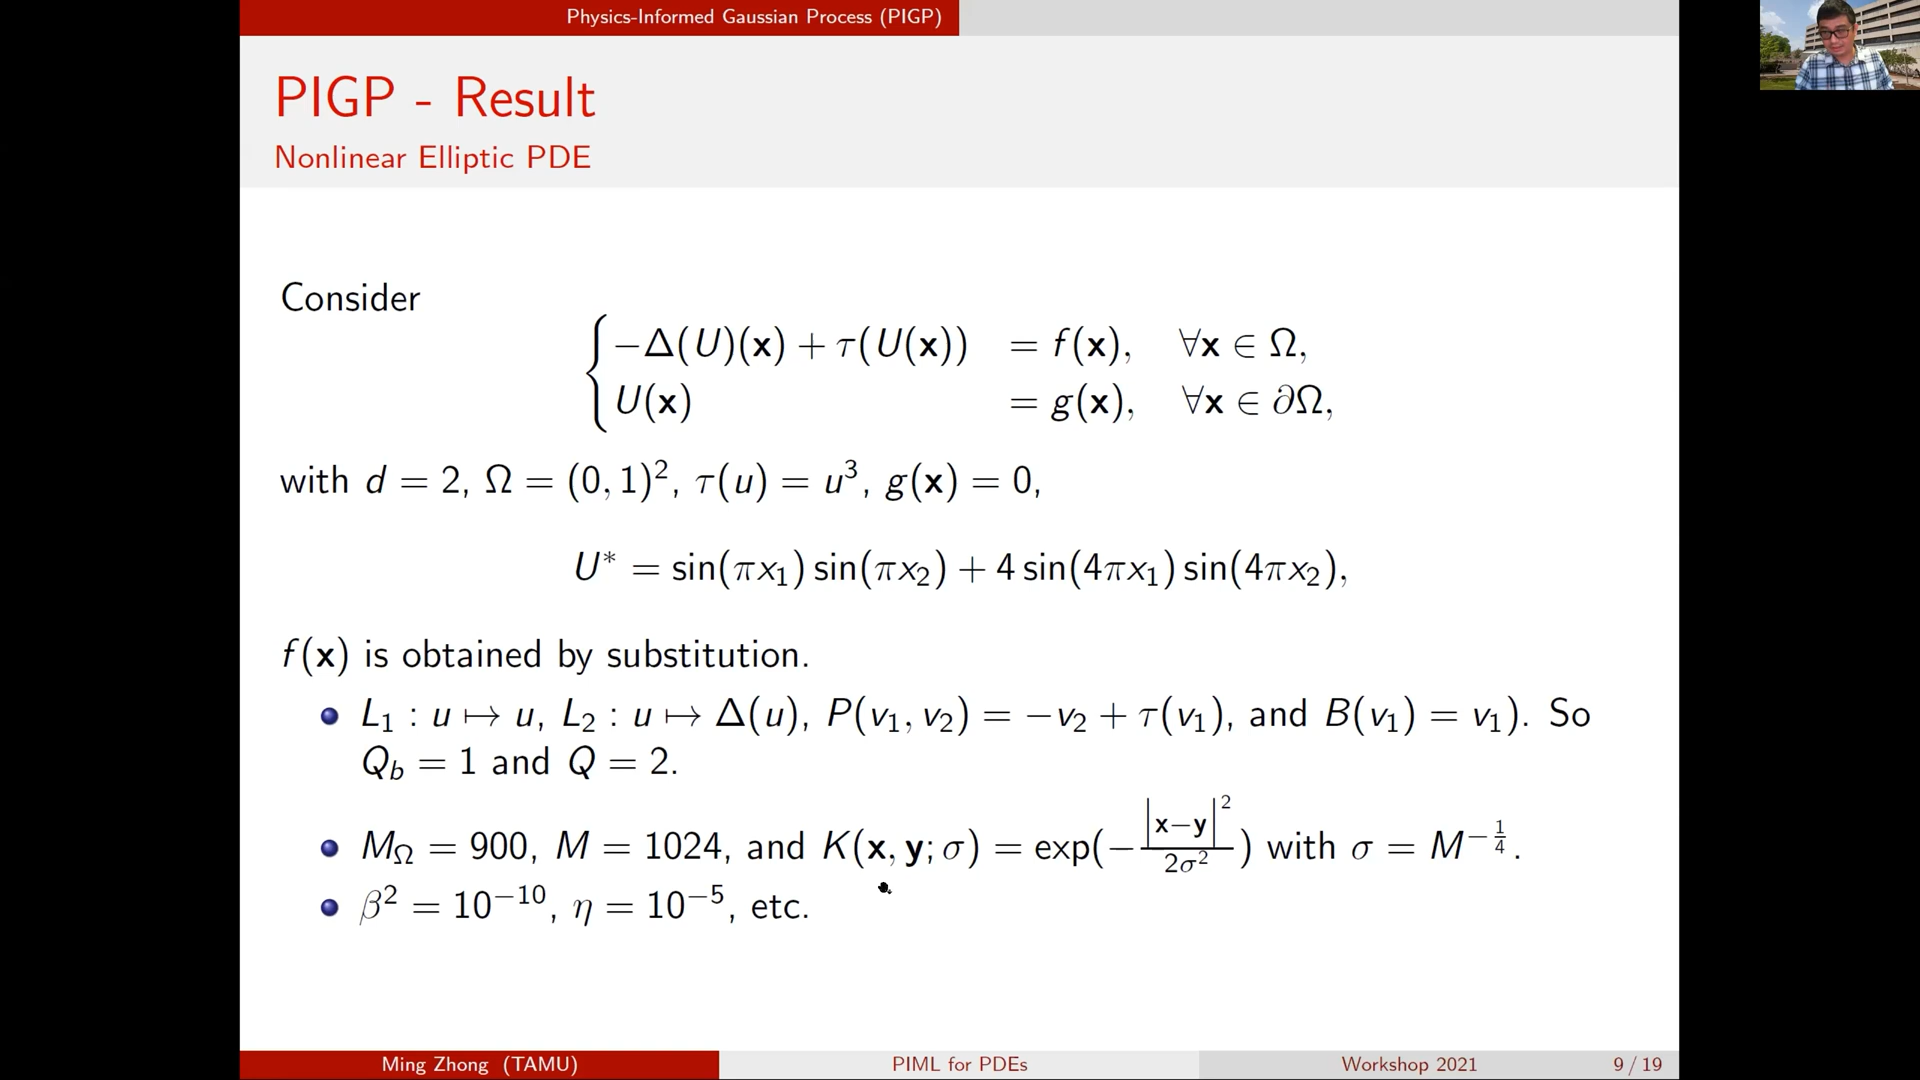 Physics-Informed Gaussian Process (PIGP)
PIGP - Result
Nonlinear Elliptic PDE
Consider
−Δ(U)(x) + τ(U(x)) = f(x), ∀x ∈ Ω,
U(x) = g(x), ∀x ∈ ∂Ω,
with d = 2, Ω = (0, 1)², τ(u) = u³, g(x) = 0,
U* = sin(πx₁) sin(πx₂) + 4 sin(4πx₁) sin(4πx₂),
f(x) is obtained by substitution.
L₁ : u ↦ u, L₂ : u ↦ Δ(u), P(v₁, v₂) = −v₂ + τ(v₁), and B(v₁) = v₁). So
Q_b = 1 and Q = 2.
M_Ω = 900, M = 1024, and K(x, y; σ) = exp(−|x−y|²/2σ²) with σ = M^{−1/4}.
β² = 10⁻¹⁰, η = 10⁻⁵, etc.
Ming Zhong (TAMU) PIML for PDEs Workshop 2021 9 / 19